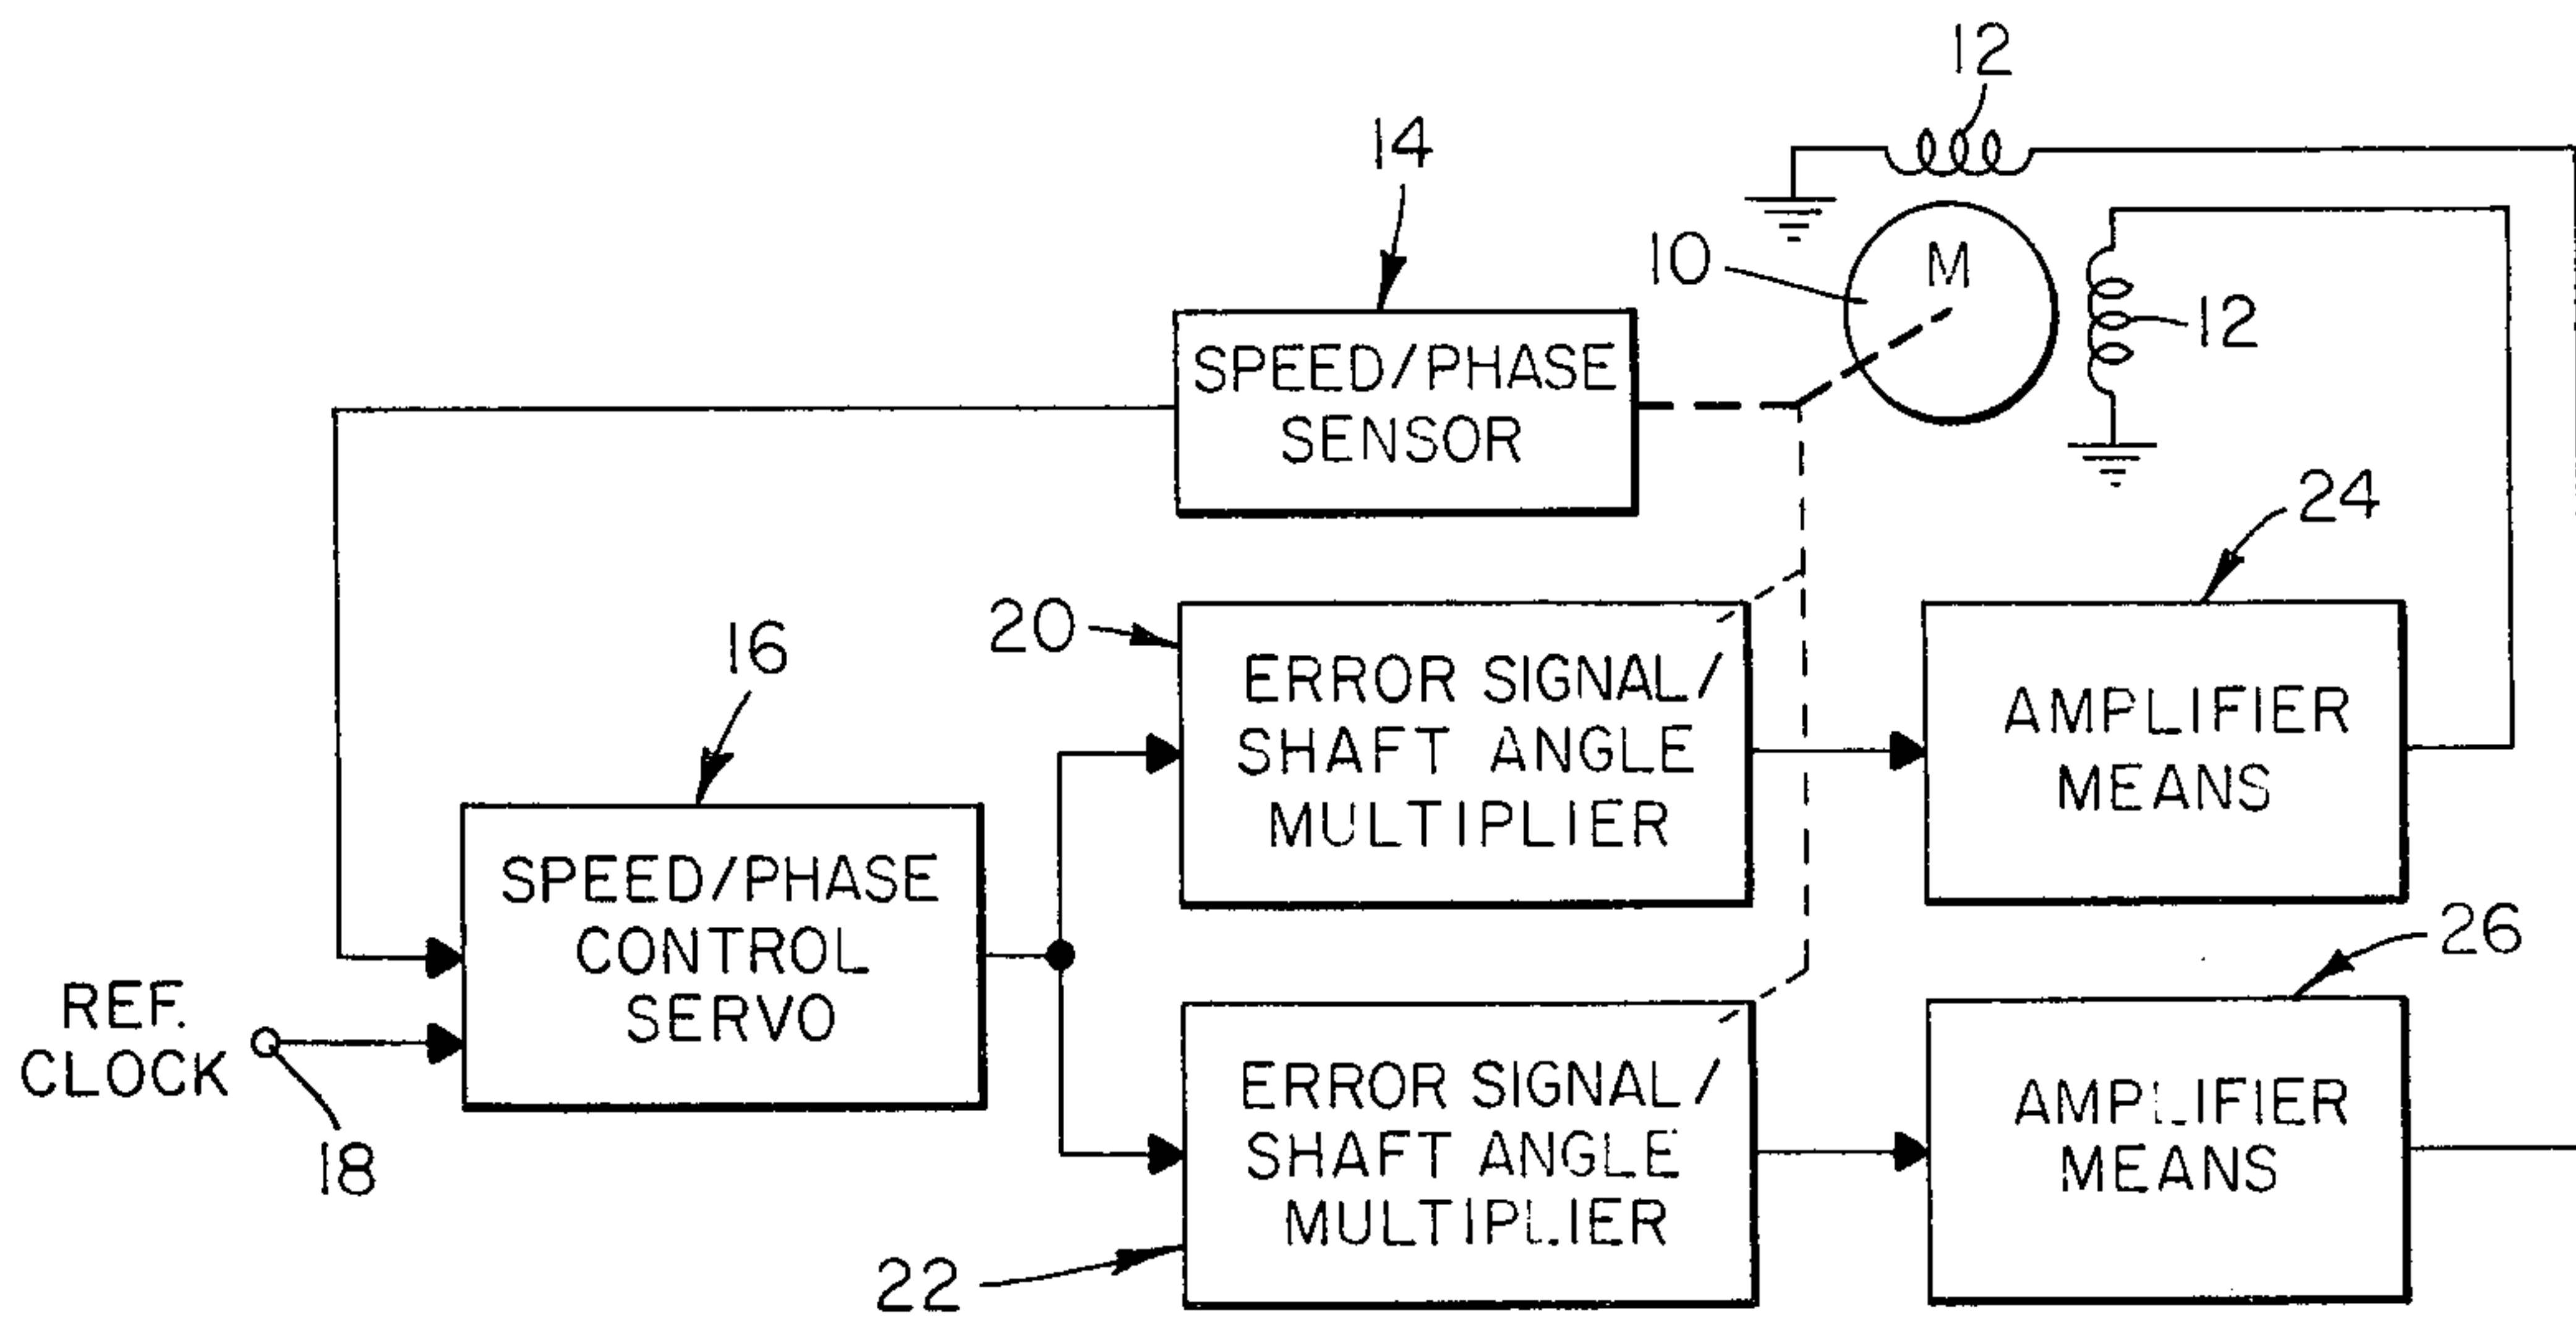 12
14
10
M
12
SPEED/PHASE
SENSOR
24
20
16
ERROR SIGNAL/
SHAFT ANGLE
MULTIPLIER
AMPLIFIER
MEANS
SPEED/PHASE
CONTROL
SERVO
26
REF.
CLOCK
18
ERROR SIGNAL/
SHAFT ANGLE
MULTIPLIER
AMPLIFIER
MEANS
22